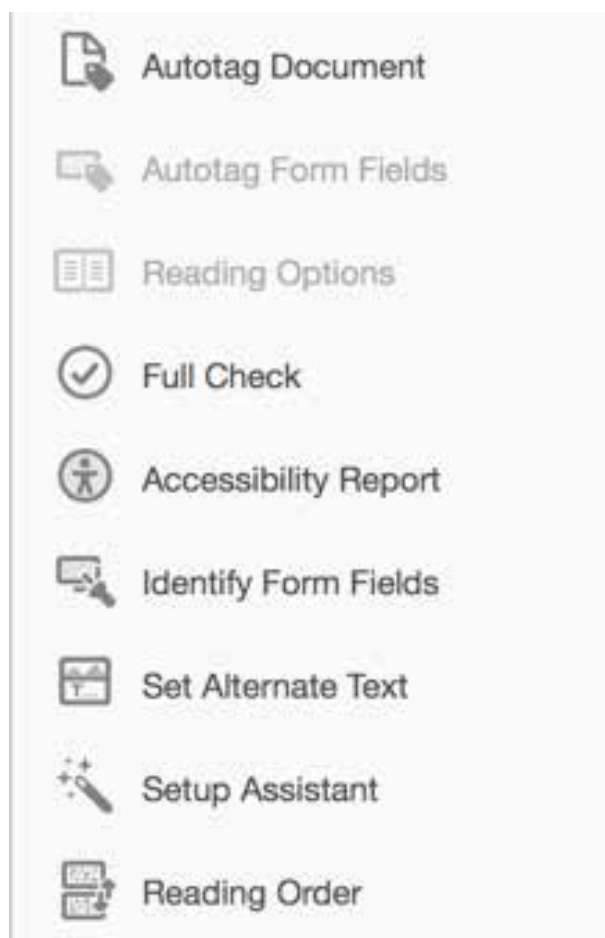 Autotag Document
Autotag Form Fields
Reading Options
Full Check
Accessibility Report
Identify Form Fields
Set Alternate Text
Setup Assistant
Reading Order